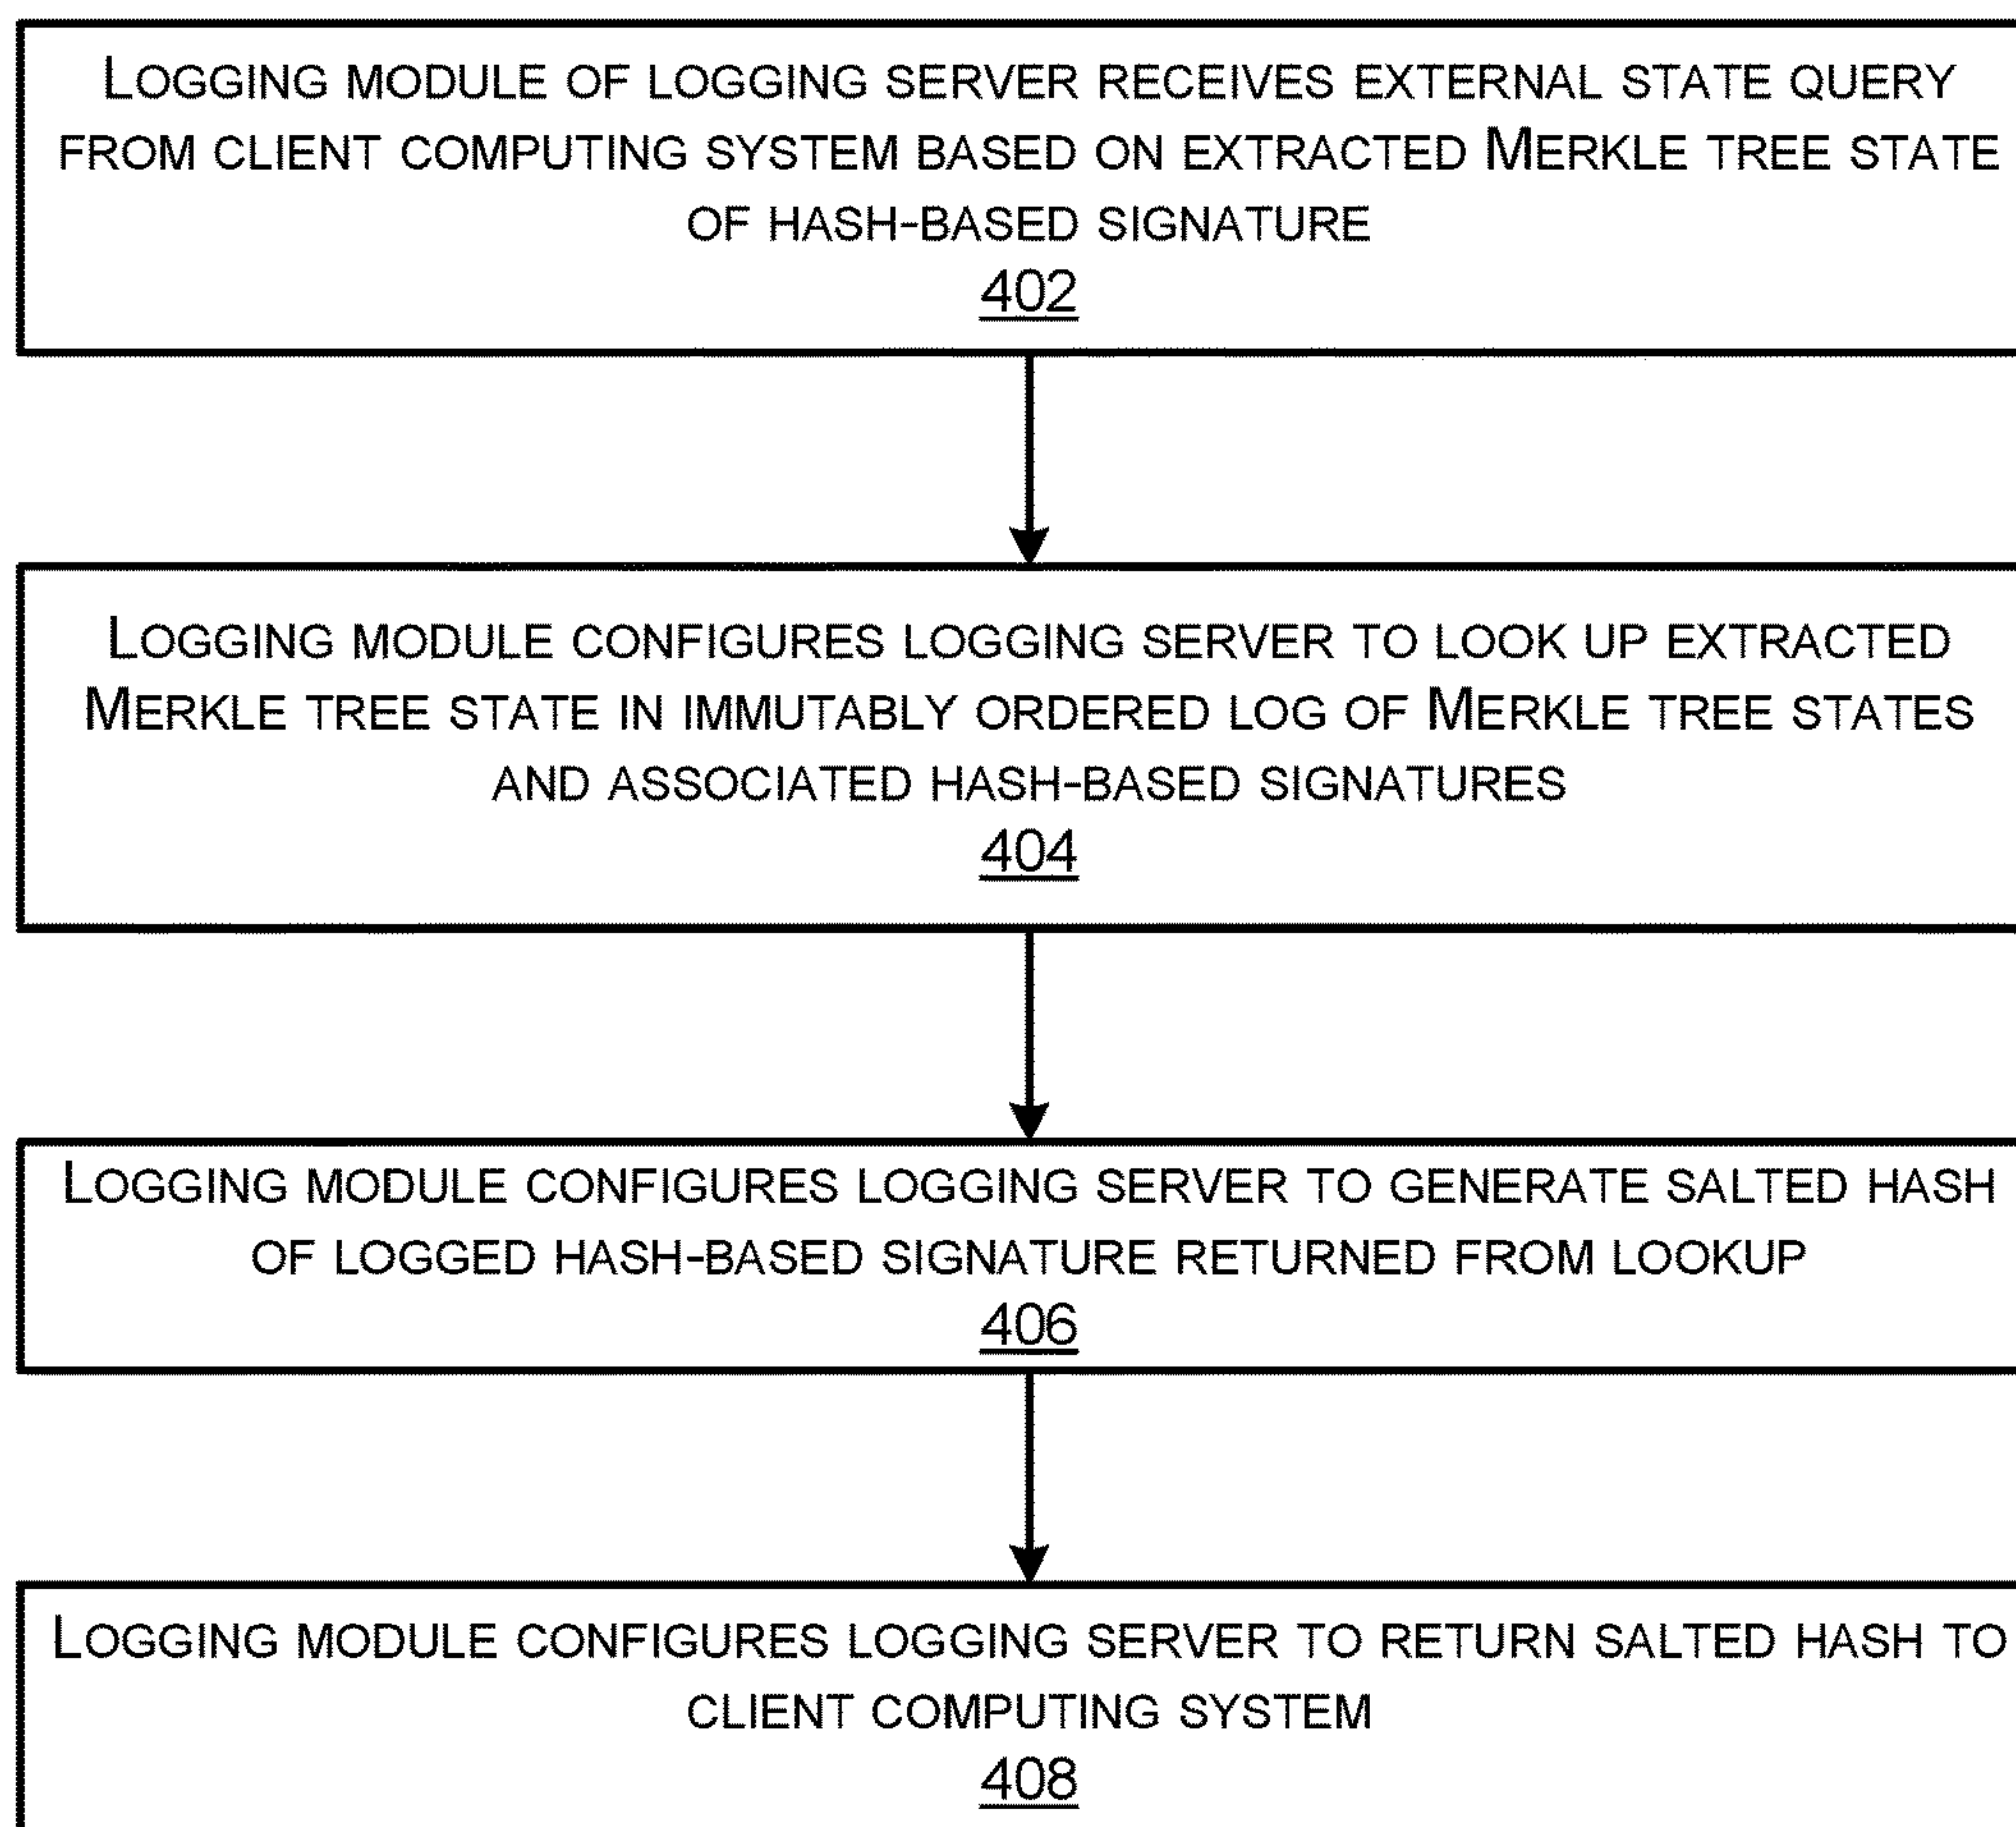 Logging module of logging server receives external state query
from client computing system based on extracted Merkle tree state
of hash-based signature
402
Logging module configures logging server to look up extracted
Merkle tree state in immutably ordered log of Merkle tree states
and associated hash-based signatures
404
Logging module configures logging server to generate salted hash
of logged hash-based signature returned from lookup
406
Logging module configures logging server to return salted hash to
client computing system
408